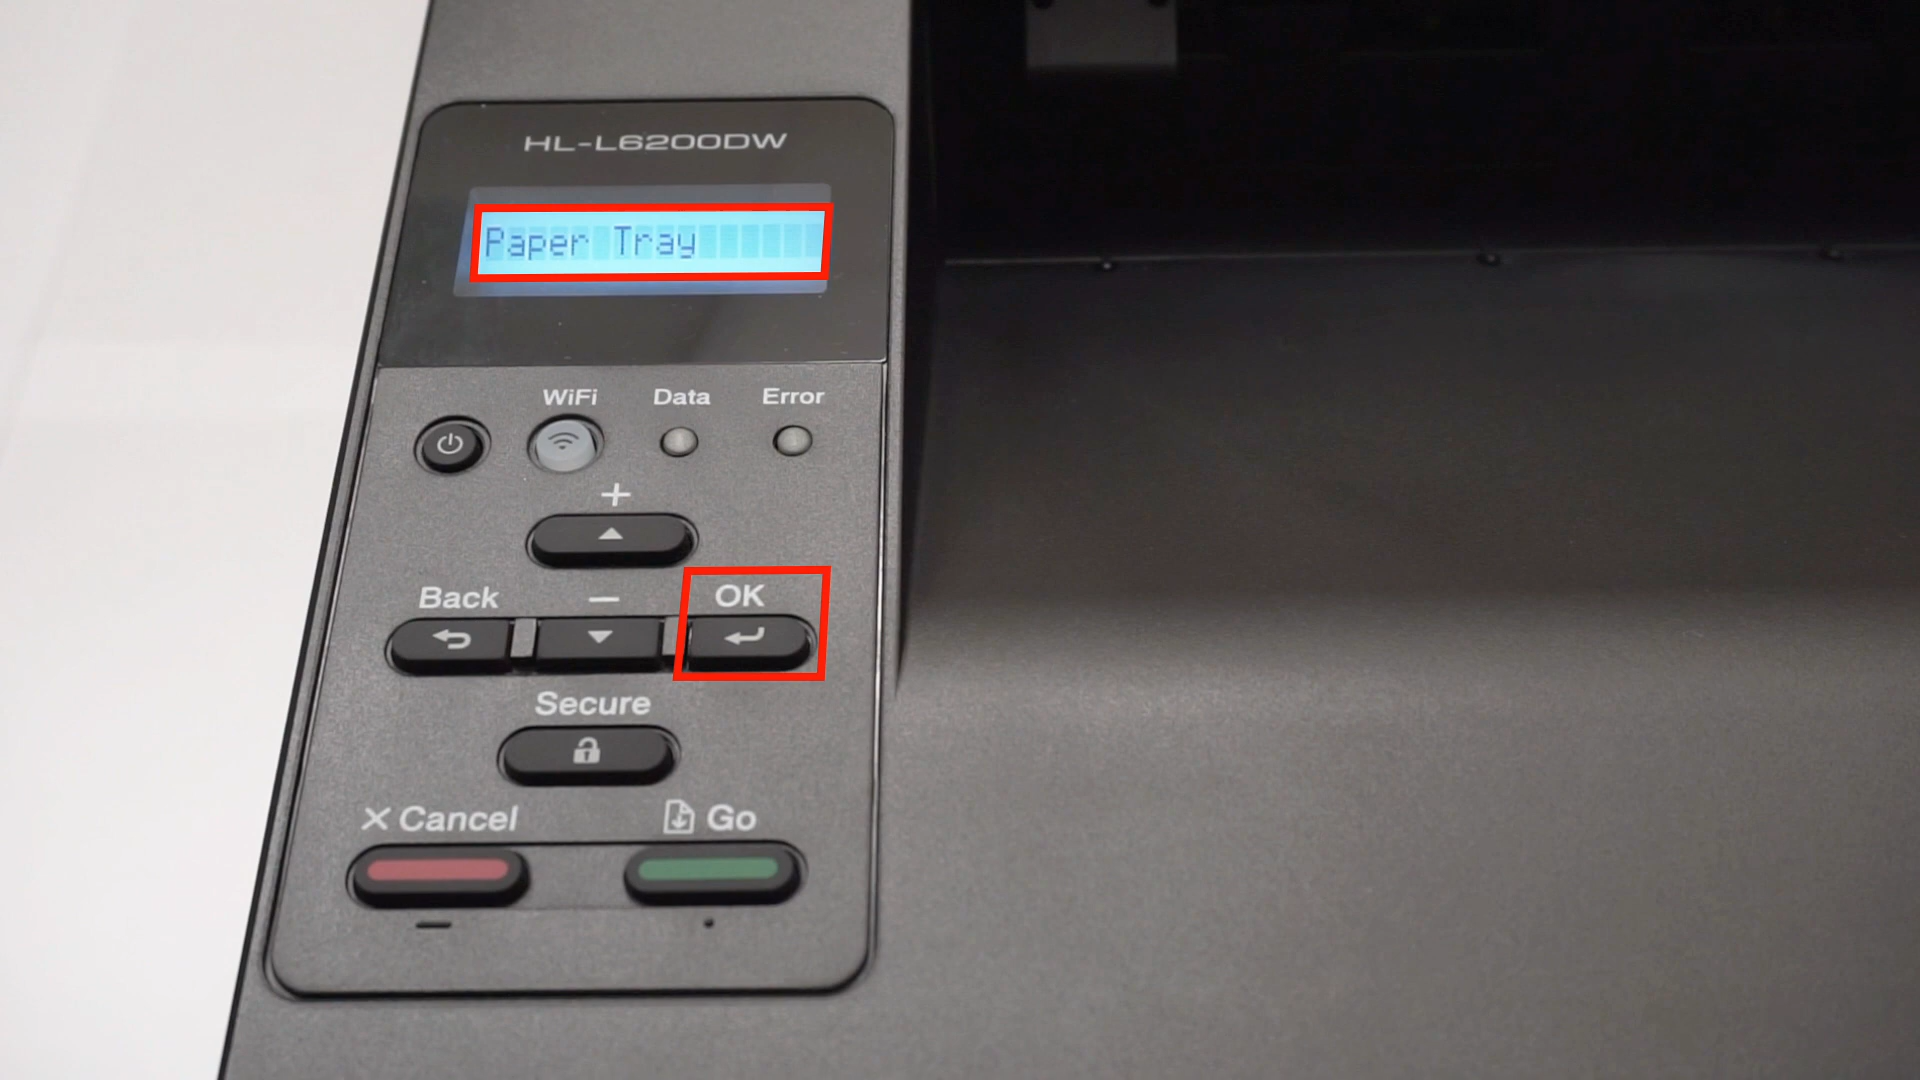 HL-L6200DW
Paper Tray
WiFi Data Error
+
Back — OK
Secure
X Cancel Go